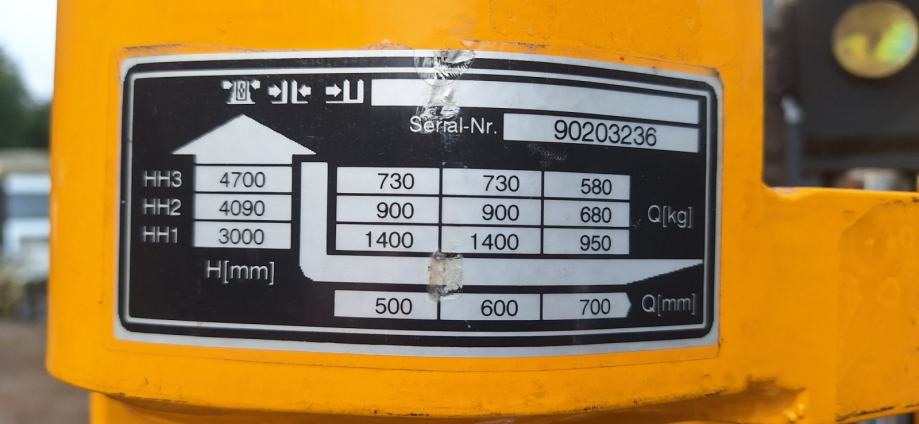 Serial-Nr. 90203236
HH3 4700 730 730 580
HH2 4090 900 900 680 Q[kg]
HH1 3000 1400 1400 950
H[mm]
500 600 700 Q[mm]